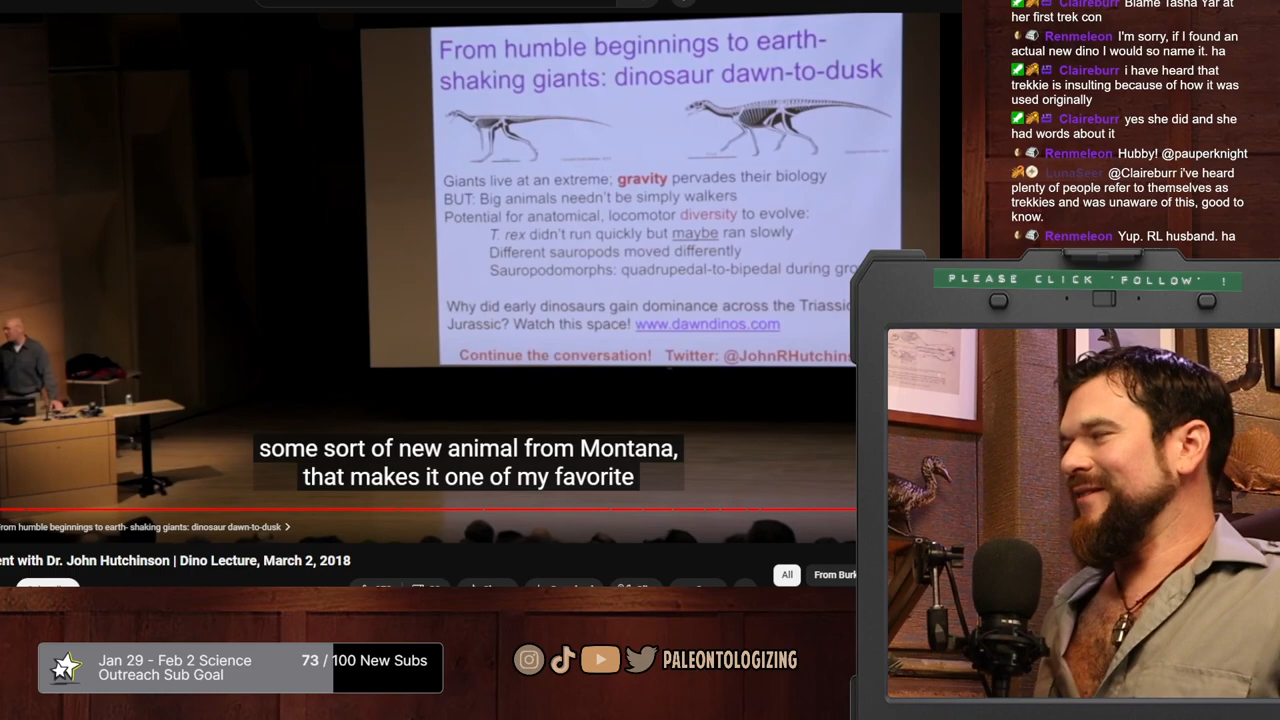 From humble beginnings to earth-
shaking giants: dinosaur dawn-to-dusk
Giants live at an extreme; gravity pervades their biology
BUT: Big animals needn't be simply walkers
Potential for anatomical, locomotor diversity to evolve:
T. rex didn't run quickly but maybe ran slowly
Different sauropods moved differently
Sauropodomorphs: quadrupedal-to-bipedal during gro
Why did early dinosaurs gain dominance across the Triassic
Jurassic? Watch this space! www.dawndinos.com
Continue the conversation! Twitter: @JohnRHutchins
some sort of new animal from Montana,
that makes it one of my favorite
rom humble beginnings to earth- shaking giants: dinosaur dawn-to-dusk
ent with Dr. John Hutchinson | Dino Lecture, March 2, 2018
All
From Burk
Claireburr Blame Tasha Yar at
her first trek con
Renmeleon I'm sorry, if I found an
actual new dino I would so name it. ha
Claireburr i have heard that
trekkie is insulting because of how it was
used originally
Claireburr yes she did and she
had words about it
Renmeleon Hubby! @pauperknight
LunaSeer @Claireburr i've heard
plenty of people refer to themselves as
trekkies and was unaware of this, good to
know.
Renmeleon Yup. RL husband. ha
PLEASE CLICK 'FOLLOW' !
Jan 29 - Feb 2 Science
Outreach Sub Goal
73 / 100 New Subs
PALEONTOLOGIZING